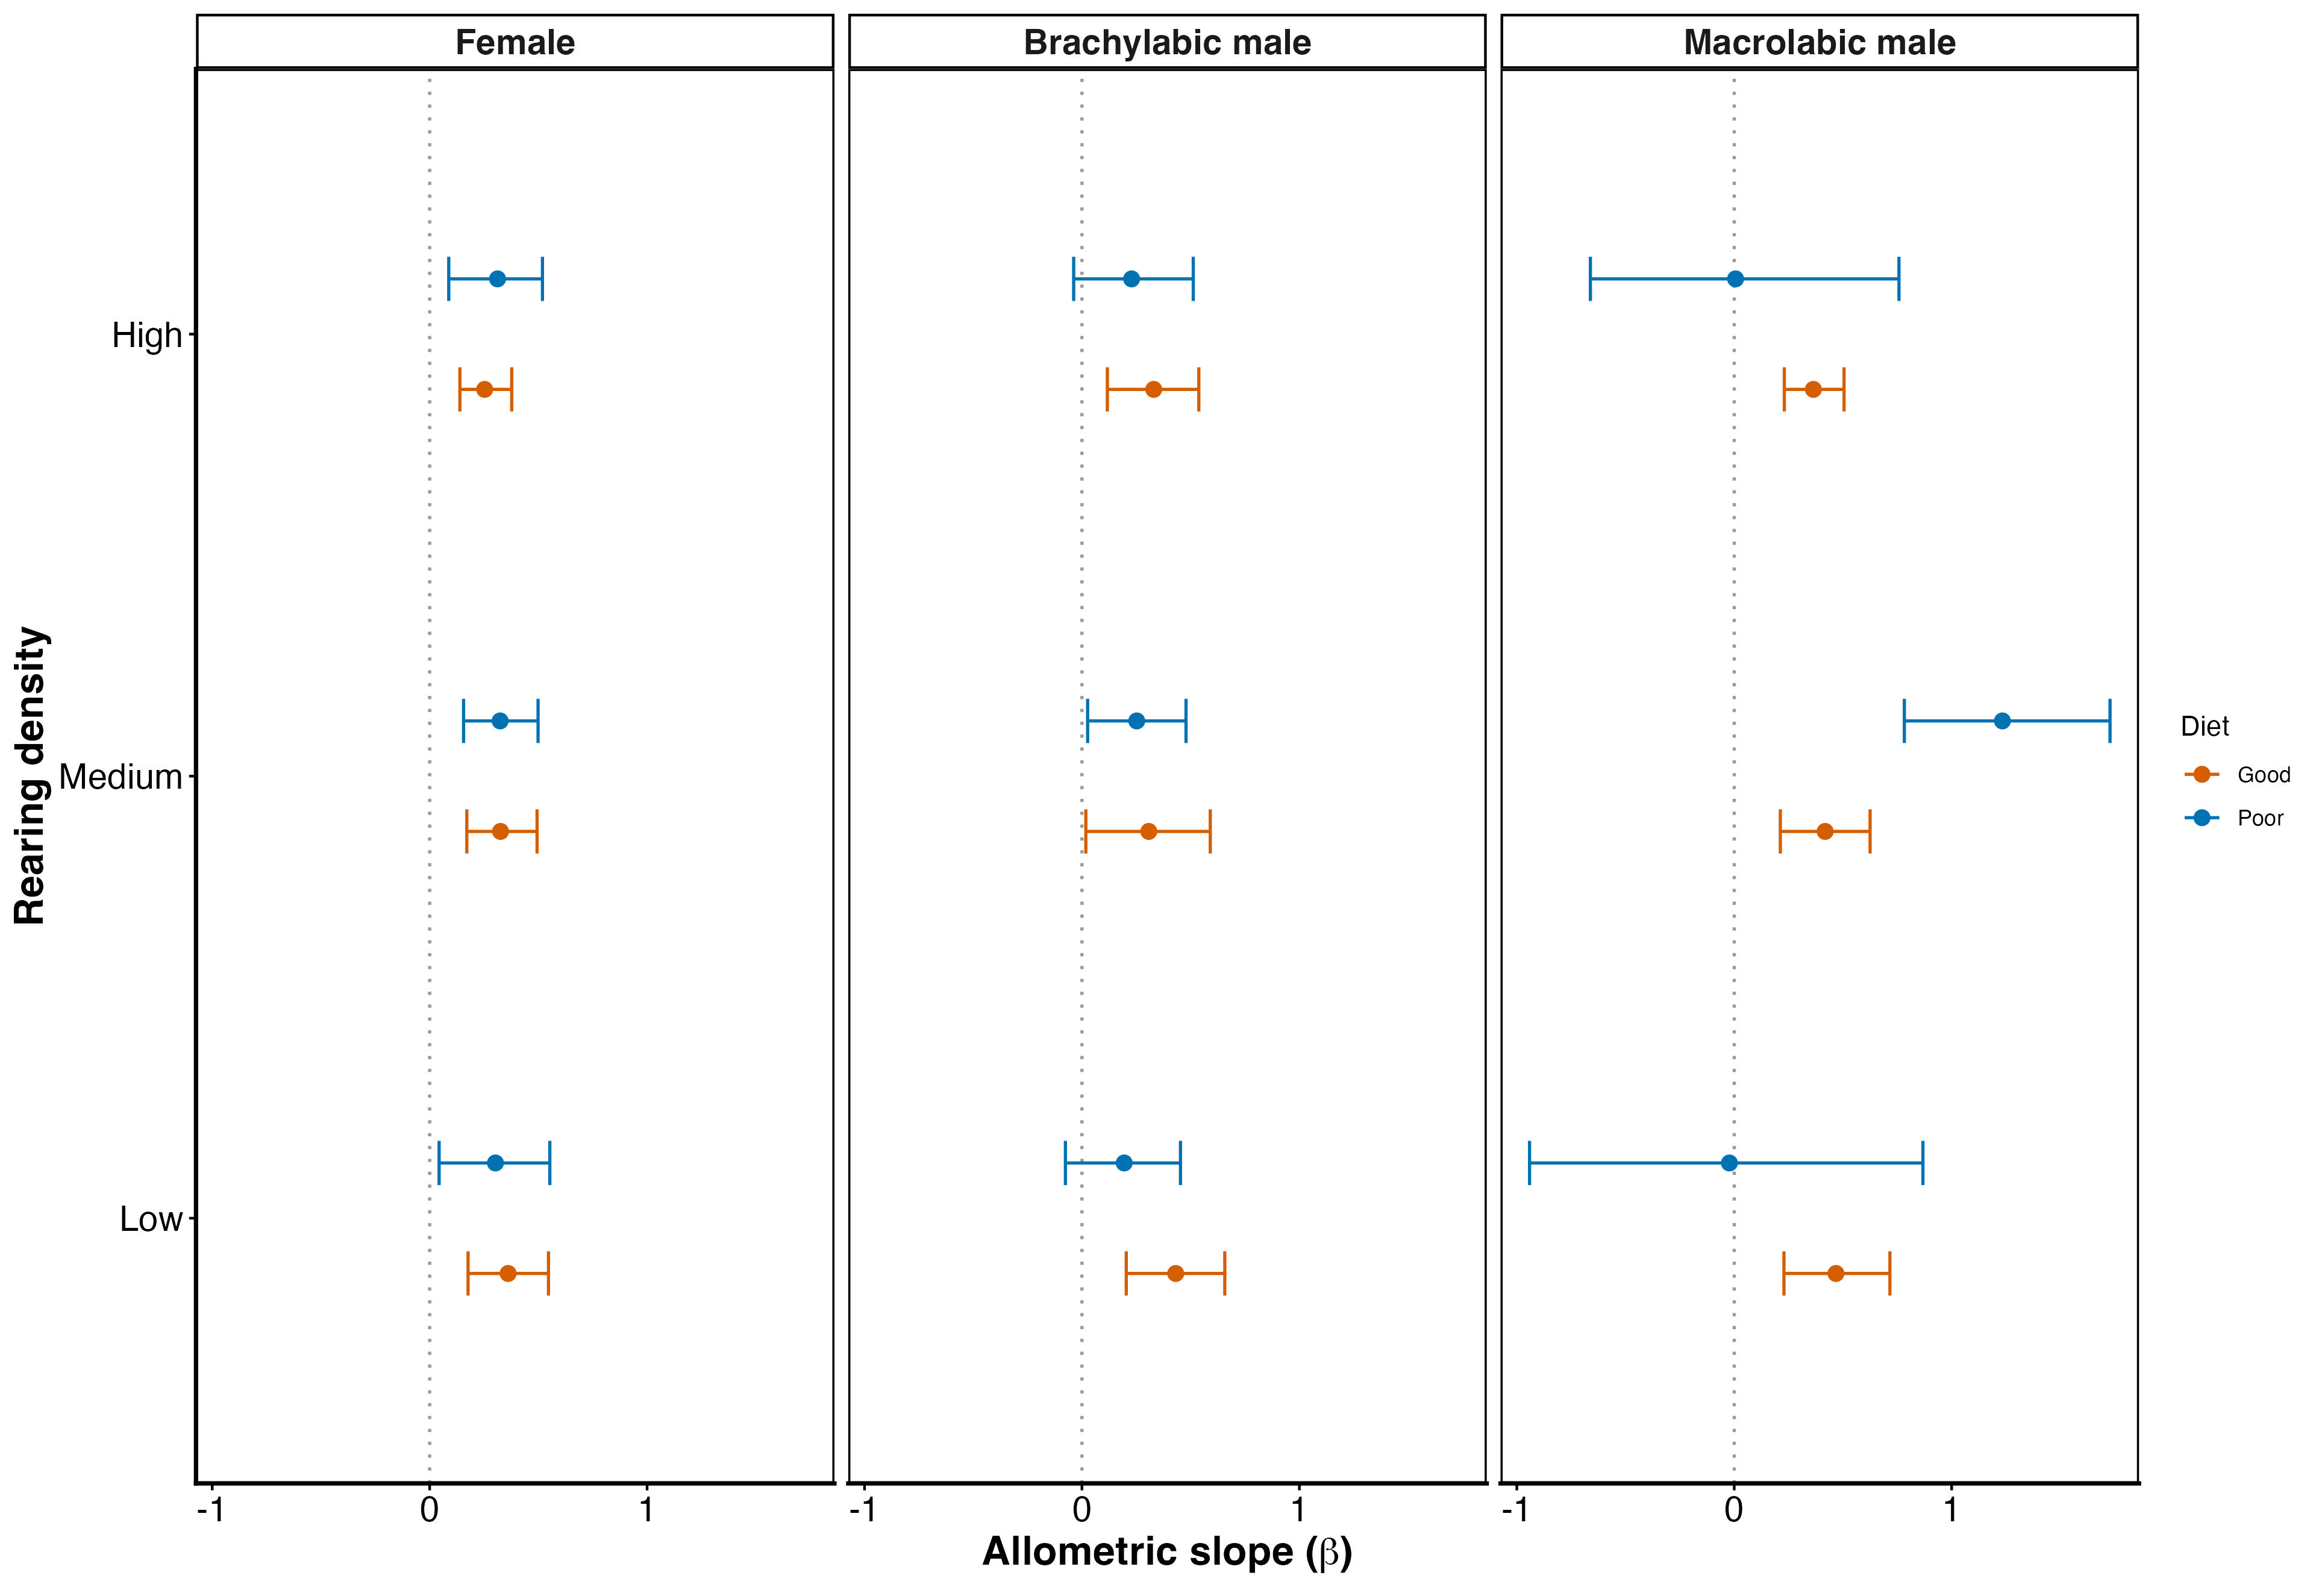 Female
Brachylabic male
Macrolabic male
Rearing density
High
Medium
Low
-1 0 1
-1 0 1
-1 0 1
Allometric slope (β)
Diet
Good
Poor